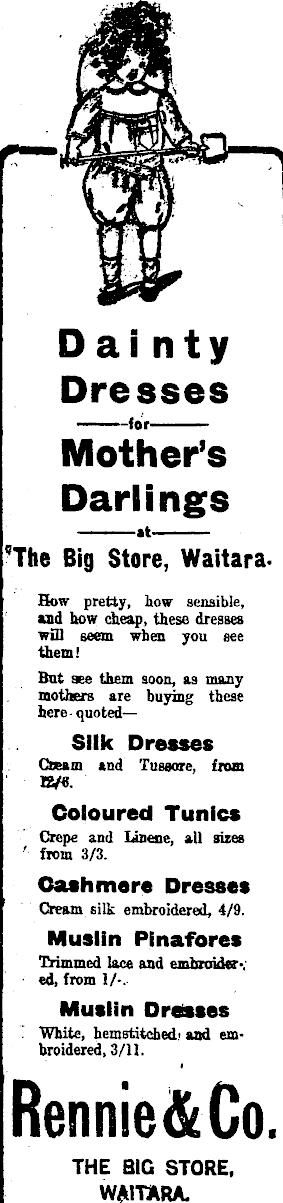 Dainty
Dresses
for
Mother's
Darlings
at
The Big Store, Waitara.
How pretty, how sensible,
and how cheap, these dresses
will seem when you see
them!
But see them soon, as many
mothers are buying these
here quoted—
Silk Dresses
Cream and Tussore, from
12/6.
Coloured Tunics
Crepe and Linene, all sizes
from 3/3.
Cashmere Dresses
Cream silk embroidered, 4/9.
Muslin Pinafores
Trimmed lace and embroider-
ed, from 1/-.
Muslin Dresses
White, hemstitched and em-
broidered, 3/11.
Rennie & Co.
THE BIG STORE,
WAITARA.